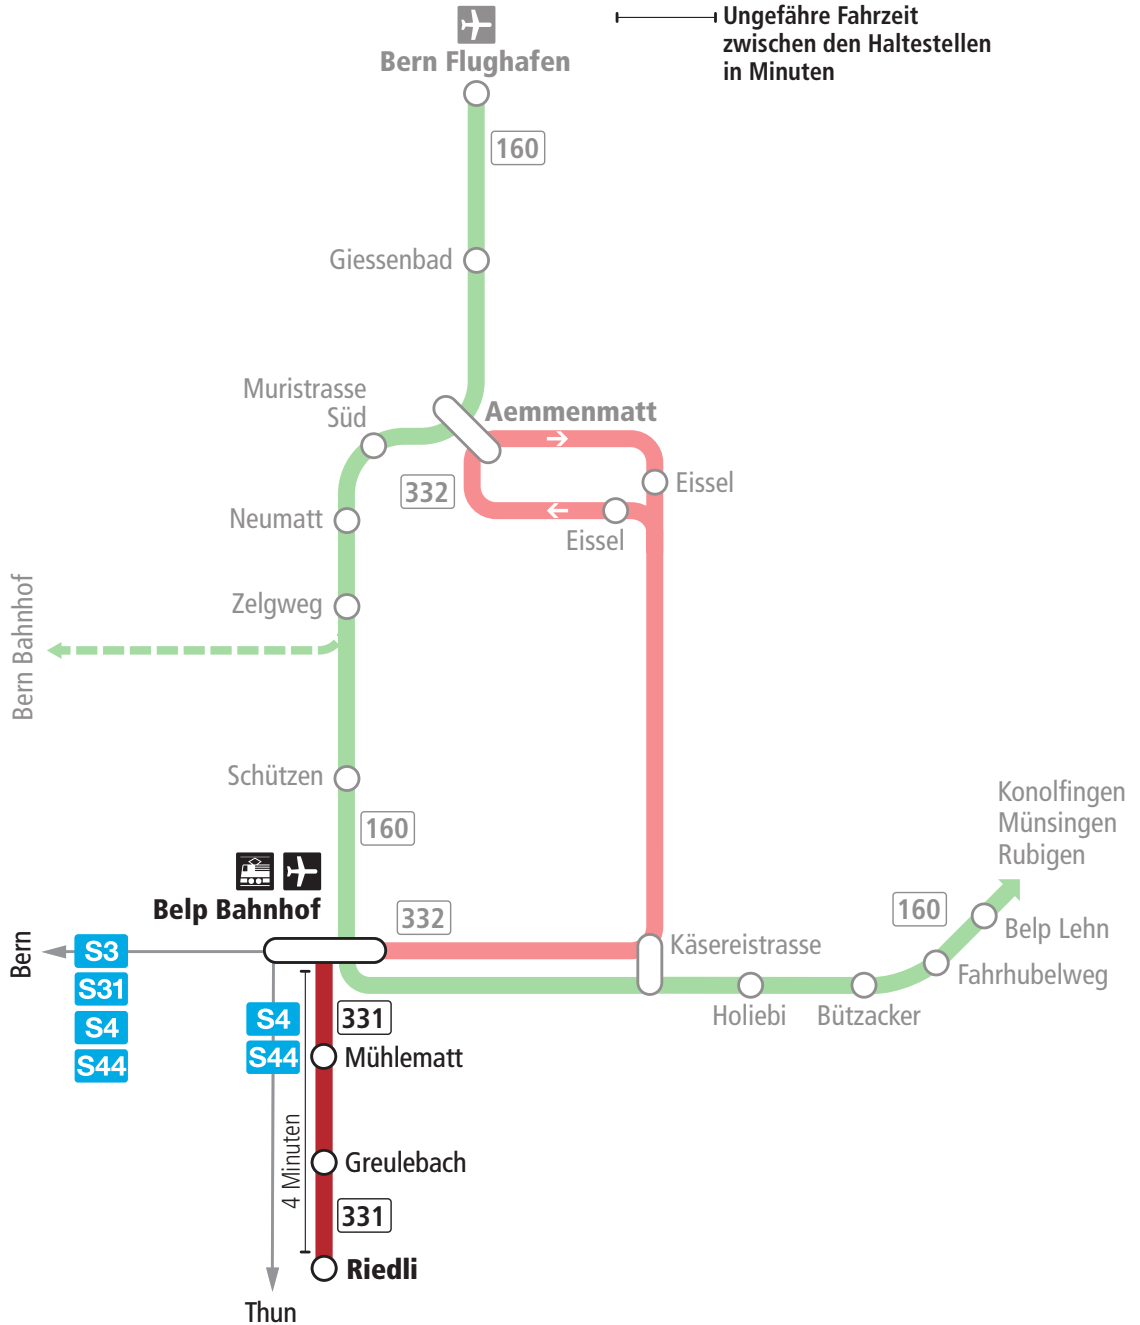 Ungefähre Fahrzeit
zwischen den Haltestellen
in Minuten
Bern Flughafen
160
Giessenbad
Muristrasse
Süd
Aemmenmatt
332
Eissel
Eissel
Neumatt
Zelgweg
Bern Bahnhof
Schützen
160
Konolfingen
Münsingen
Rubigen
Belp Bahnhof
332
160
Belp Lehn
Käsereistrasse
Fahrhubelweg
Holiebi
Bützacker
Bern
S3
S31
S4
S44
S4
S44
331
Mühlematt
4 Minuten
Greulebach
331
Riedli
Thun